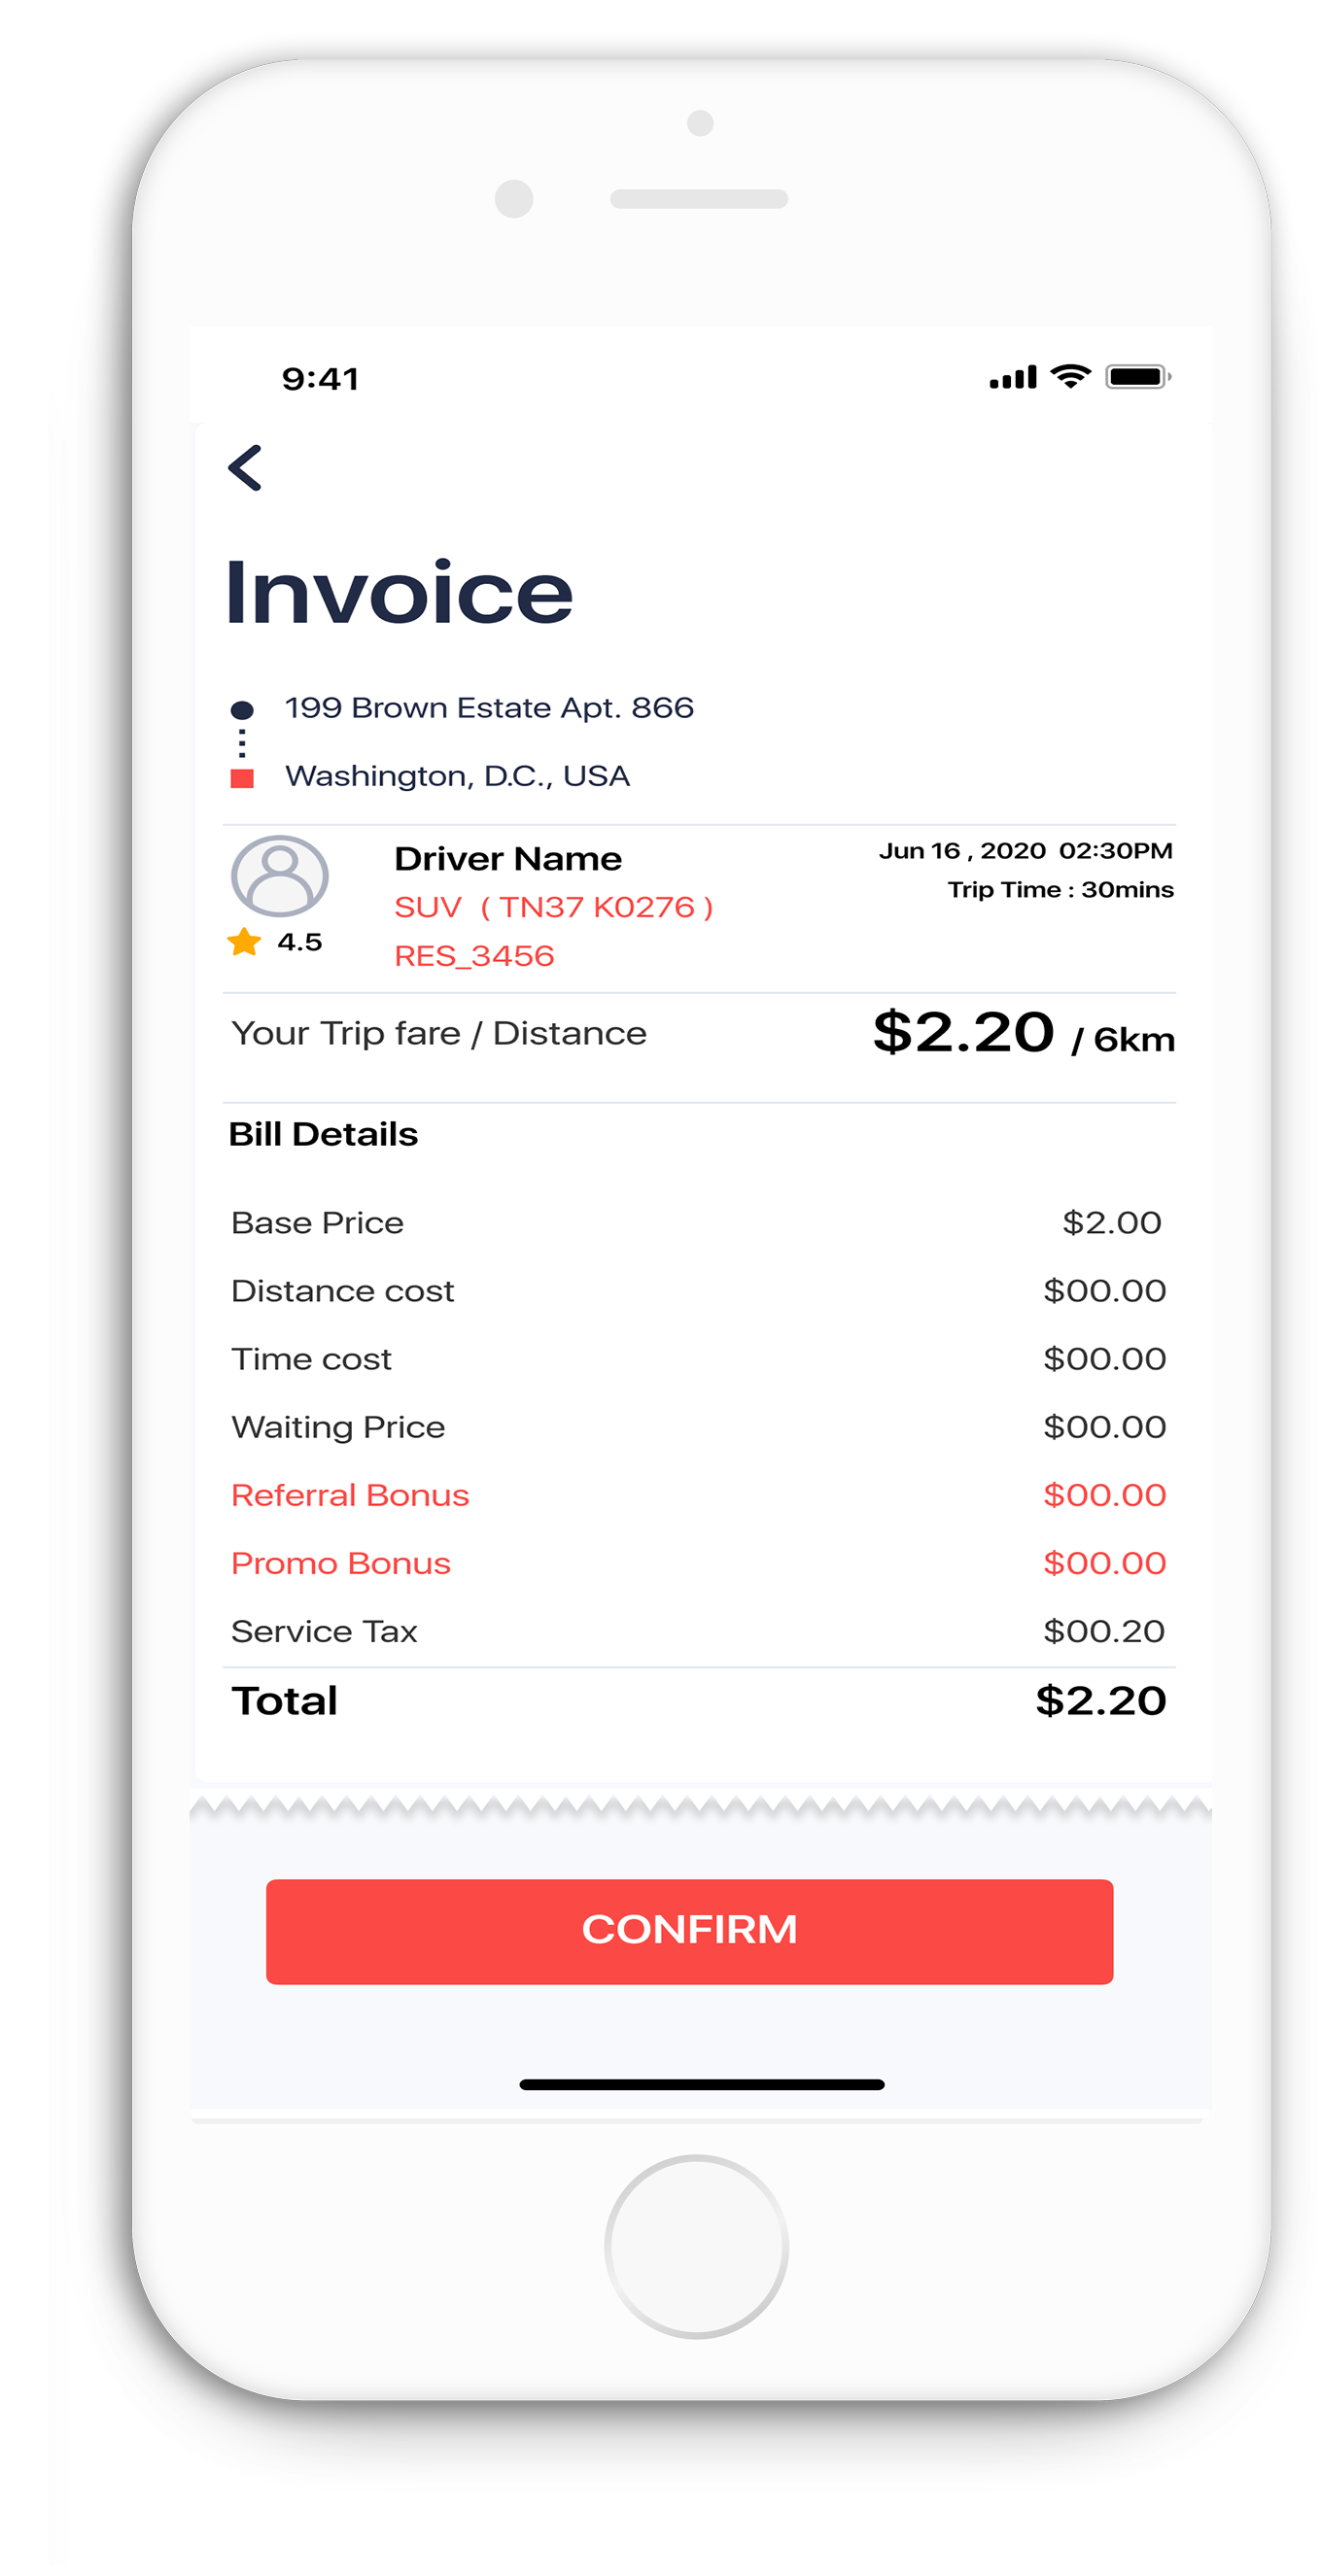 9:41
Invoice
199 Brown Estate Apt. 866
Washington, D.C., USA
Driver Name
SUV ( TN37 K0276 )
RES_3456
4.5
Jun 16 , 2020 02:30PM
Trip Time : 30mins
Your Trip fare / Distance $2.20 / 6km
Bill Details
Base Price $2.00
Distance cost $00.00
Time cost $00.00
Waiting Price $00.00
Referral Bonus $00.00
Promo Bonus $00.00
Service Tax $00.20
Total $2.20
CONFIRM